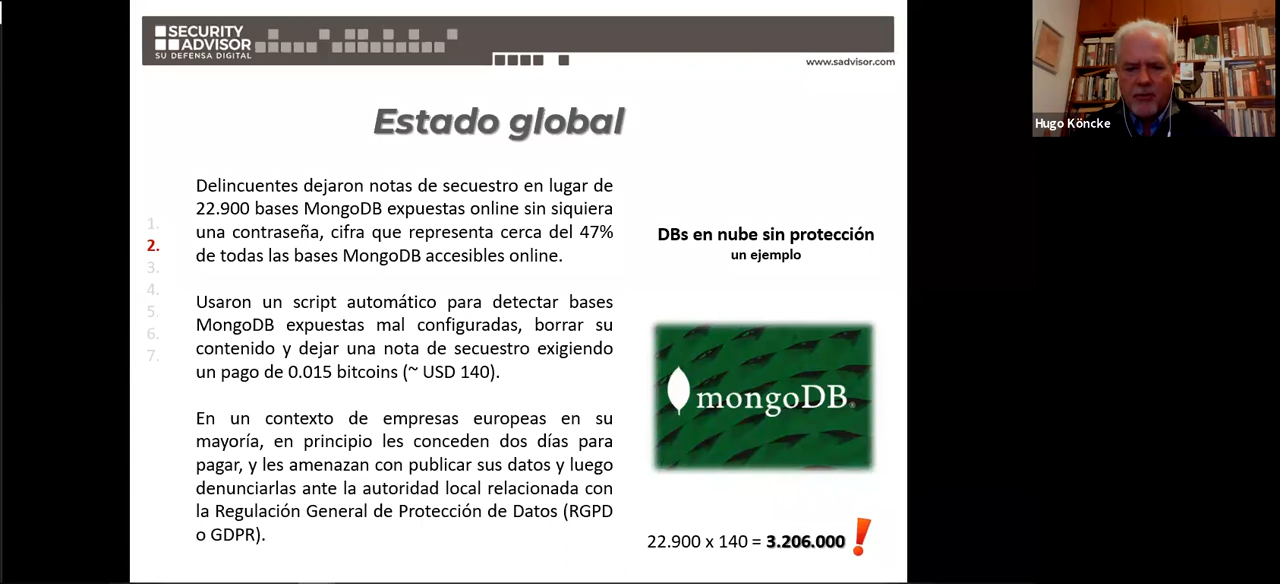 SECURITY
ADVISOR
SU DEFENSA DIGITAL
www.sadvisor.com
Estado global
Delincuentes dejaron notas de secuestro en lugar de
22.900 bases MongoDB expuestas online sin siquiera
una contraseña, cifra que representa cerca del 47%
de todas las bases MongoDB accesibles online.
Usaron un script automático para detectar bases
MongoDB expuestas mal configuradas, borrar su
contenido y dejar una nota de secuestro exigiendo
un pago de 0.015 bitcoins (~ USD 140).
En un contexto de empresas europeas en su
mayoría, en principio les conceden dos días para
pagar, y les amenazan con publicar sus datos y luego
denunciarlas ante la autoridad local relacionada con
la Regulación General de Protección de Datos (RGPD
o GDPR).
1.
2.
3.
4.
5.
6.
7.
DBs en nube sin protección
un ejemplo
mongoDB®
22.900 x 140 = 3.206.000 !
Hugo Köncke